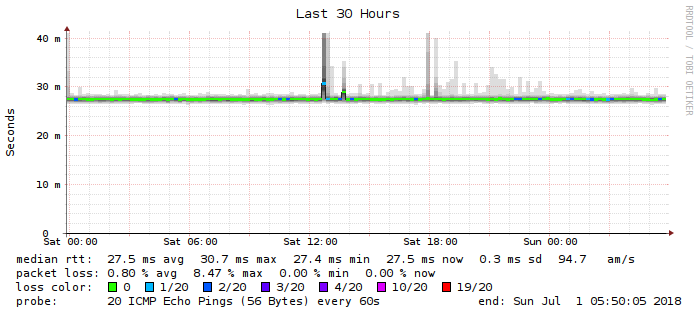 Last 30 Hours
RRDTOOL / TOBI OETIKER
Seconds
40 m
30 m
20 m
10 m
0
Sat 00:00 Sat 06:00 Sat 12:00 Sat 18:00 Sun 00:00
median rtt: 27.5 ms avg 30.7 ms max 27.4 ms min 27.5 ms now 0.3 ms sd 94.7 am/s
packet loss: 0.80 % avg 8.47 % max 0.00 % min 0.00 % now
loss color: 0 1/20 2/20 3/20 4/20 10/20 19/20
probe: 20 ICMP Echo Pings (56 Bytes) every 60s end: Sun Jul 1 05:50:05 2018